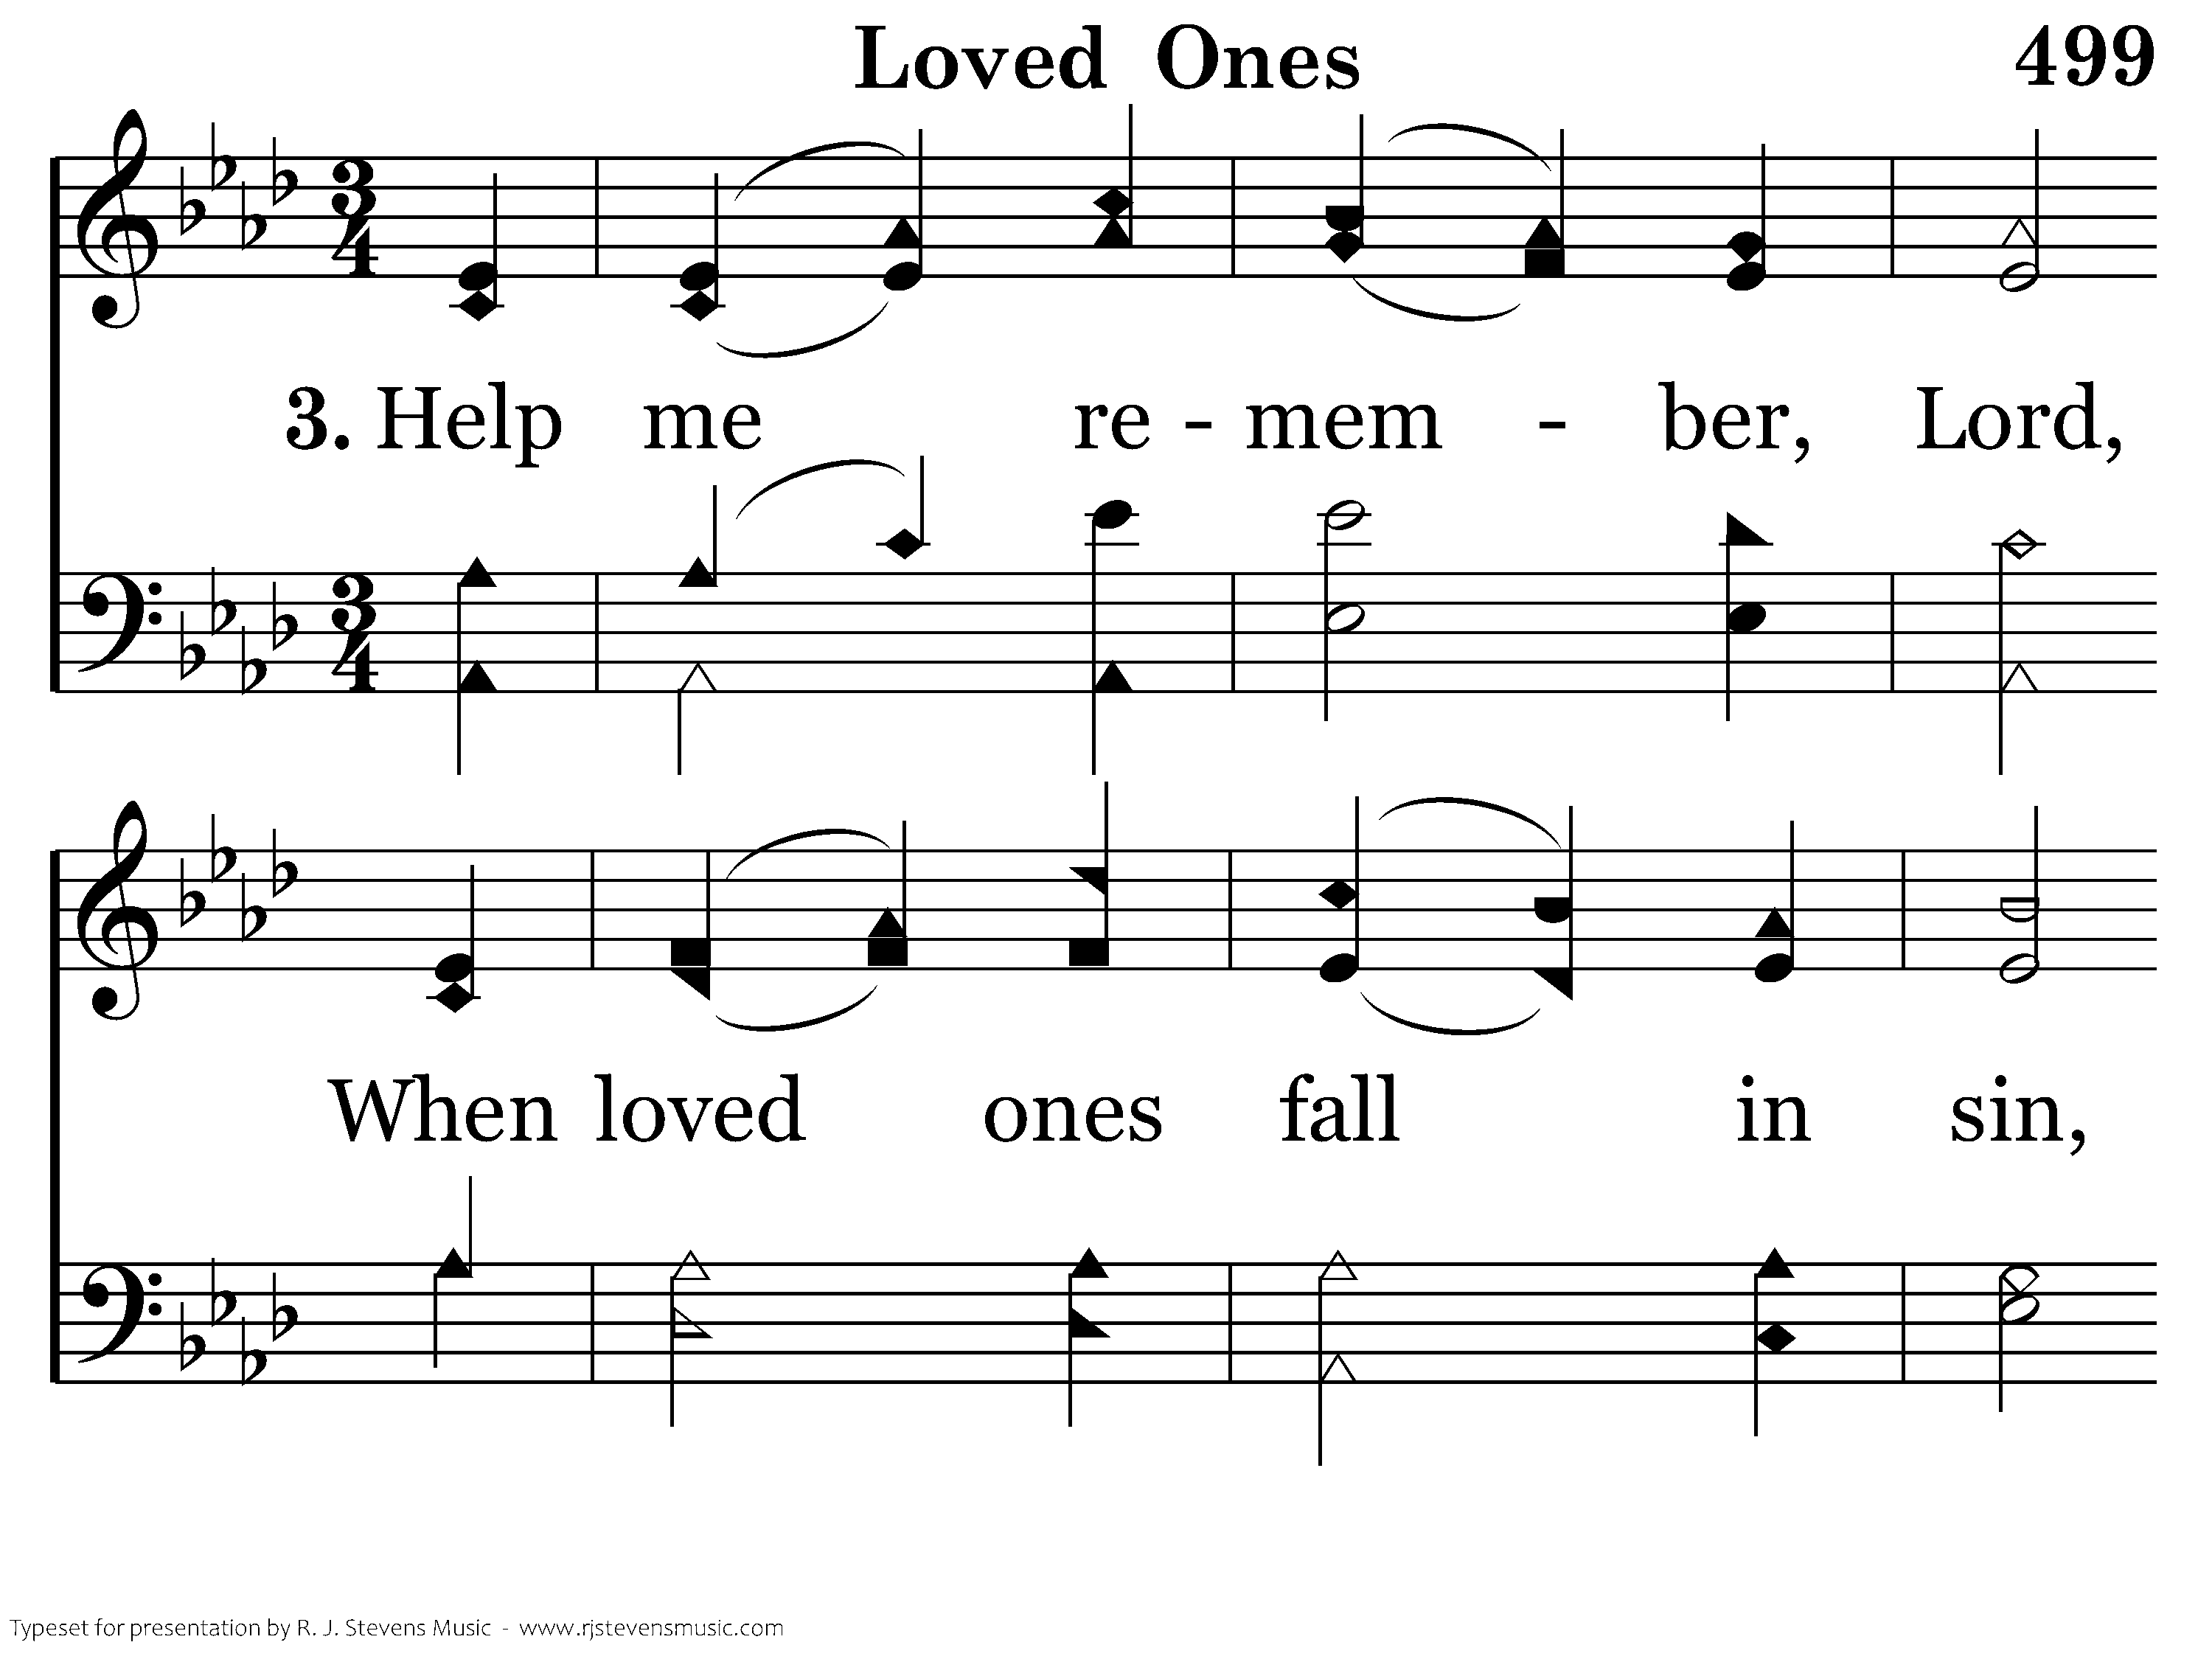 Loved Ones 499
3. Help me re - mem - ber, Lord,
When loved ones fall in sin,
Typeset for presentation by R. J. Stevens Music - www.rjstevensmusic.com